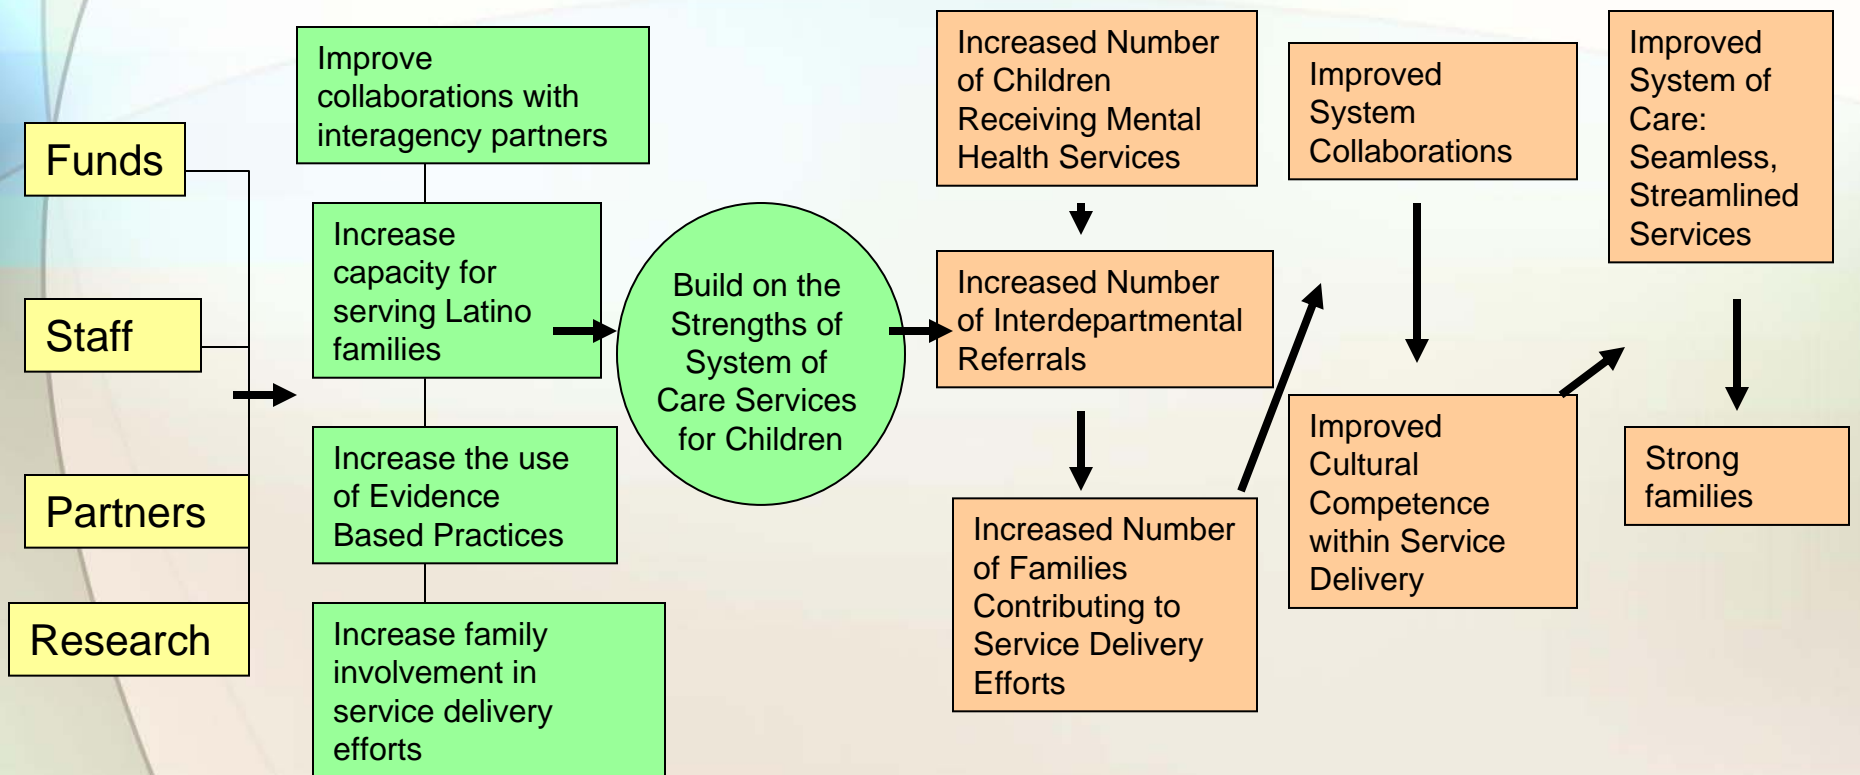 Funds
Staff
Partners
Research
Improve
collaborations with
interagency partners
Increase
capacity for
serving Latino
families
Increase the use
of Evidence
Based Practices
Increase family
involvement in
service delivery
efforts
Build on the
Strengths of
System of
Care Services
for Children
Increased Number
of Children
Receiving Mental
Health Services
Increased Number
of Interdepartmental
Referrals
Increased Number
of Families
Contributing to
Service Delivery
Efforts
Improved
System
Collaborations
Improved
Cultural
Competence
within Service
Delivery
Improved
System of
Care:
Seamless,
Streamlined
Services
Strong
families